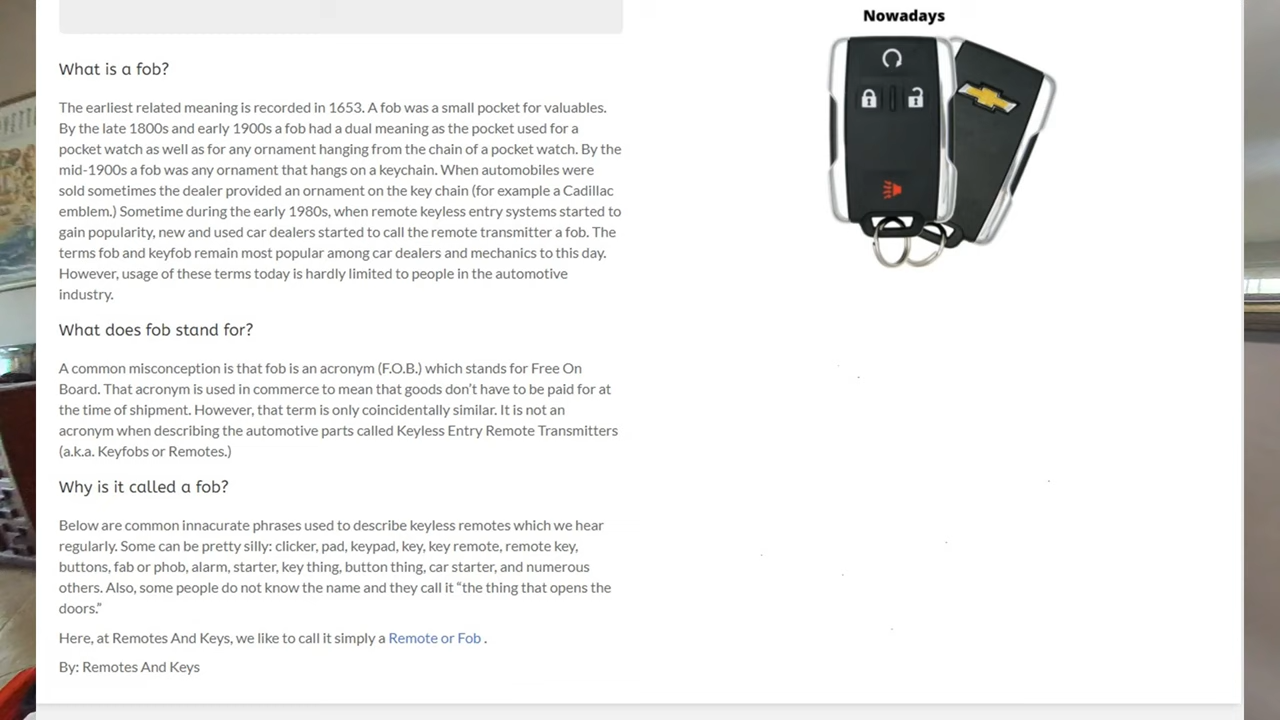 Nowadays
What is a fob?
The earliest related meaning is recorded in 1653. A fob was a small pocket for valuables.
By the late 1800s and early 1900s a fob had a dual meaning as the pocket used for a
pocket watch as well as for any ornament hanging from the chain of a pocket watch. By the
mid-1900s a fob was any ornament that hangs on a keychain. When automobiles were
sold sometimes the dealer provided an ornament on the key chain (for example a Cadillac
emblem.) Sometime during the early 1980s, when remote keyless entry systems started to
gain popularity, new and used car dealers started to call the remote transmitter a fob. The
terms fob and keyfob remain most popular among car dealers and mechanics to this day.
However, usage of these terms today is hardly limited to people in the automotive
industry.
What does fob stand for?
A common misconception is that fob is an acronym (F.O.B.) which stands for Free On
Board. That acronym is used in commerce to mean that goods don’t have to be paid for at
the time of shipment. However, that term is only coincidentally similar. It is not an
acronym when describing the automotive parts called Keyless Entry Remote Transmitters
(a.k.a. Keyfobs or Remotes.)
Why is it called a fob?
Below are common innacurate phrases used to describe keyless remotes which we hear
regularly. Some can be pretty silly: clicker, pad, keypad, key, key remote, remote key,
buttons, fab or phob, alarm, starter, key thing, button thing, car starter, and numerous
others. Also, some people do not know the name and they call it “the thing that opens the
doors.”
Here, at Remotes And Keys, we like to call it simply a Remote or Fob .
By: Remotes And Keys